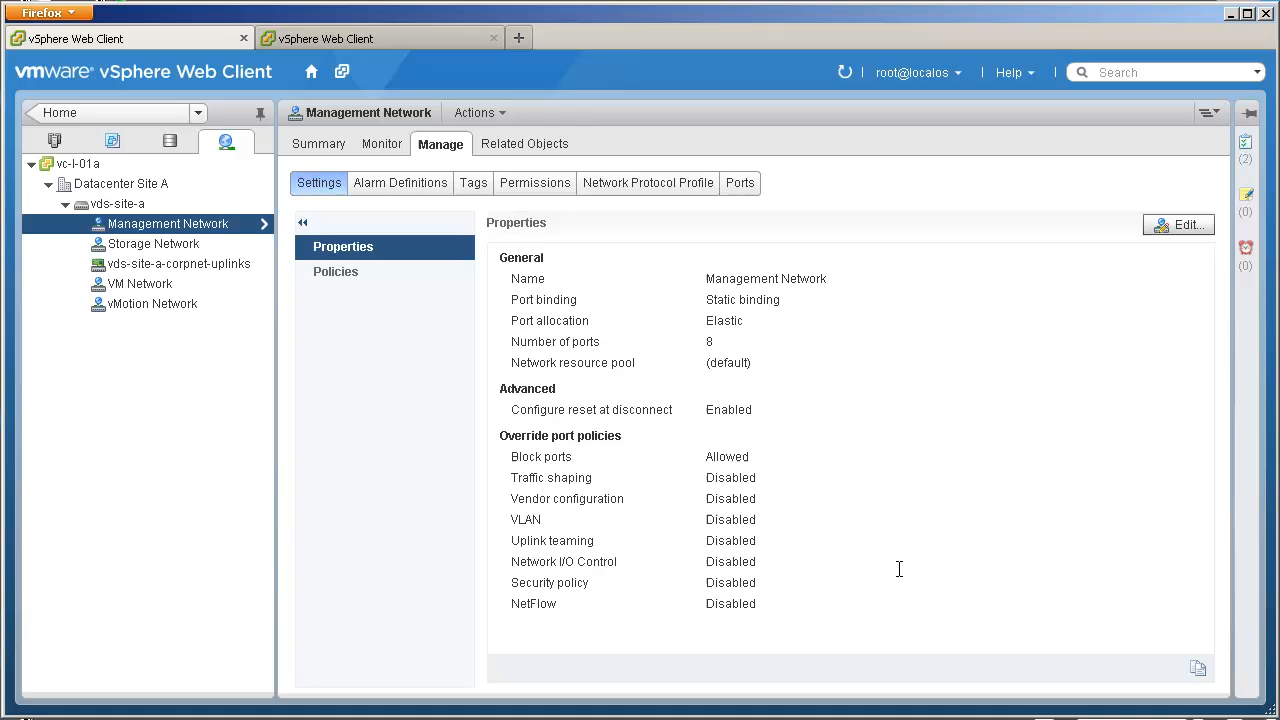 Firefox
vSphere Web Client
vSphere Web Client
vmware® vSphere Web Client
root@localos
Help
Search
Home
Management Network
Actions
Summary
Monitor
Manage
Related Objects
vc-l-01a
Datacenter Site A
vds-site-a
Management Network
Storage Network
vds-site-a-corpnet-uplinks
VM Network
vMotion Network
Settings
Alarm Definitions
Tags
Permissions
Network Protocol Profile
Ports
Properties
Policies
Properties
Edit...
General
Name Management Network
Port binding Static binding
Port allocation Elastic
Number of ports 8
Network resource pool (default)
Advanced
Configure reset at disconnect Enabled
Override port policies
Block ports Allowed
Traffic shaping Disabled
Vendor configuration Disabled
VLAN Disabled
Uplink teaming Disabled
Network I/O Control Disabled
Security policy Disabled
NetFlow Disabled
(2)
(0)
(0)